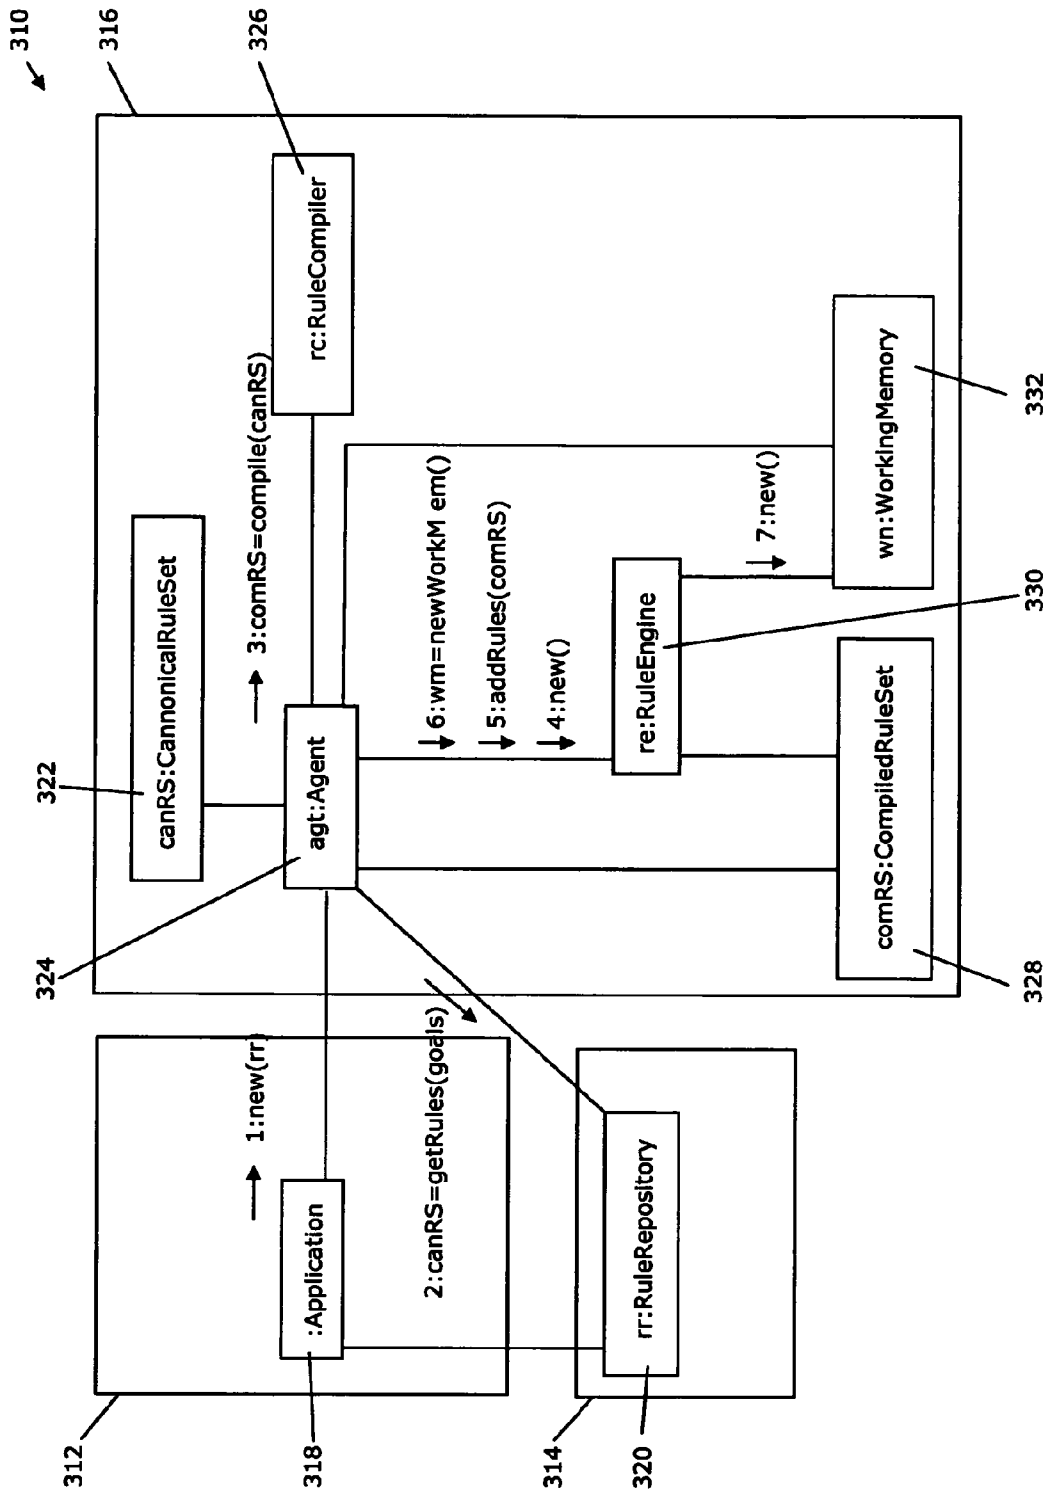 310
324
322
312
316
canRS:CannonicalRuleSet
1:new(rr)
3:comRS=compile(canRS)
326
318
:Application
agt:Agent
rc:RuleCompiler
2:canRS=getRules(goals)
6:wm=newWorkM em()
5:addRules(comRS)
314
4:new()
320
rr:RuleRepository
re:RuleEngine
7:new()
comRS:CompiledRuleSet
wn:WorkingMemory
328
330
332